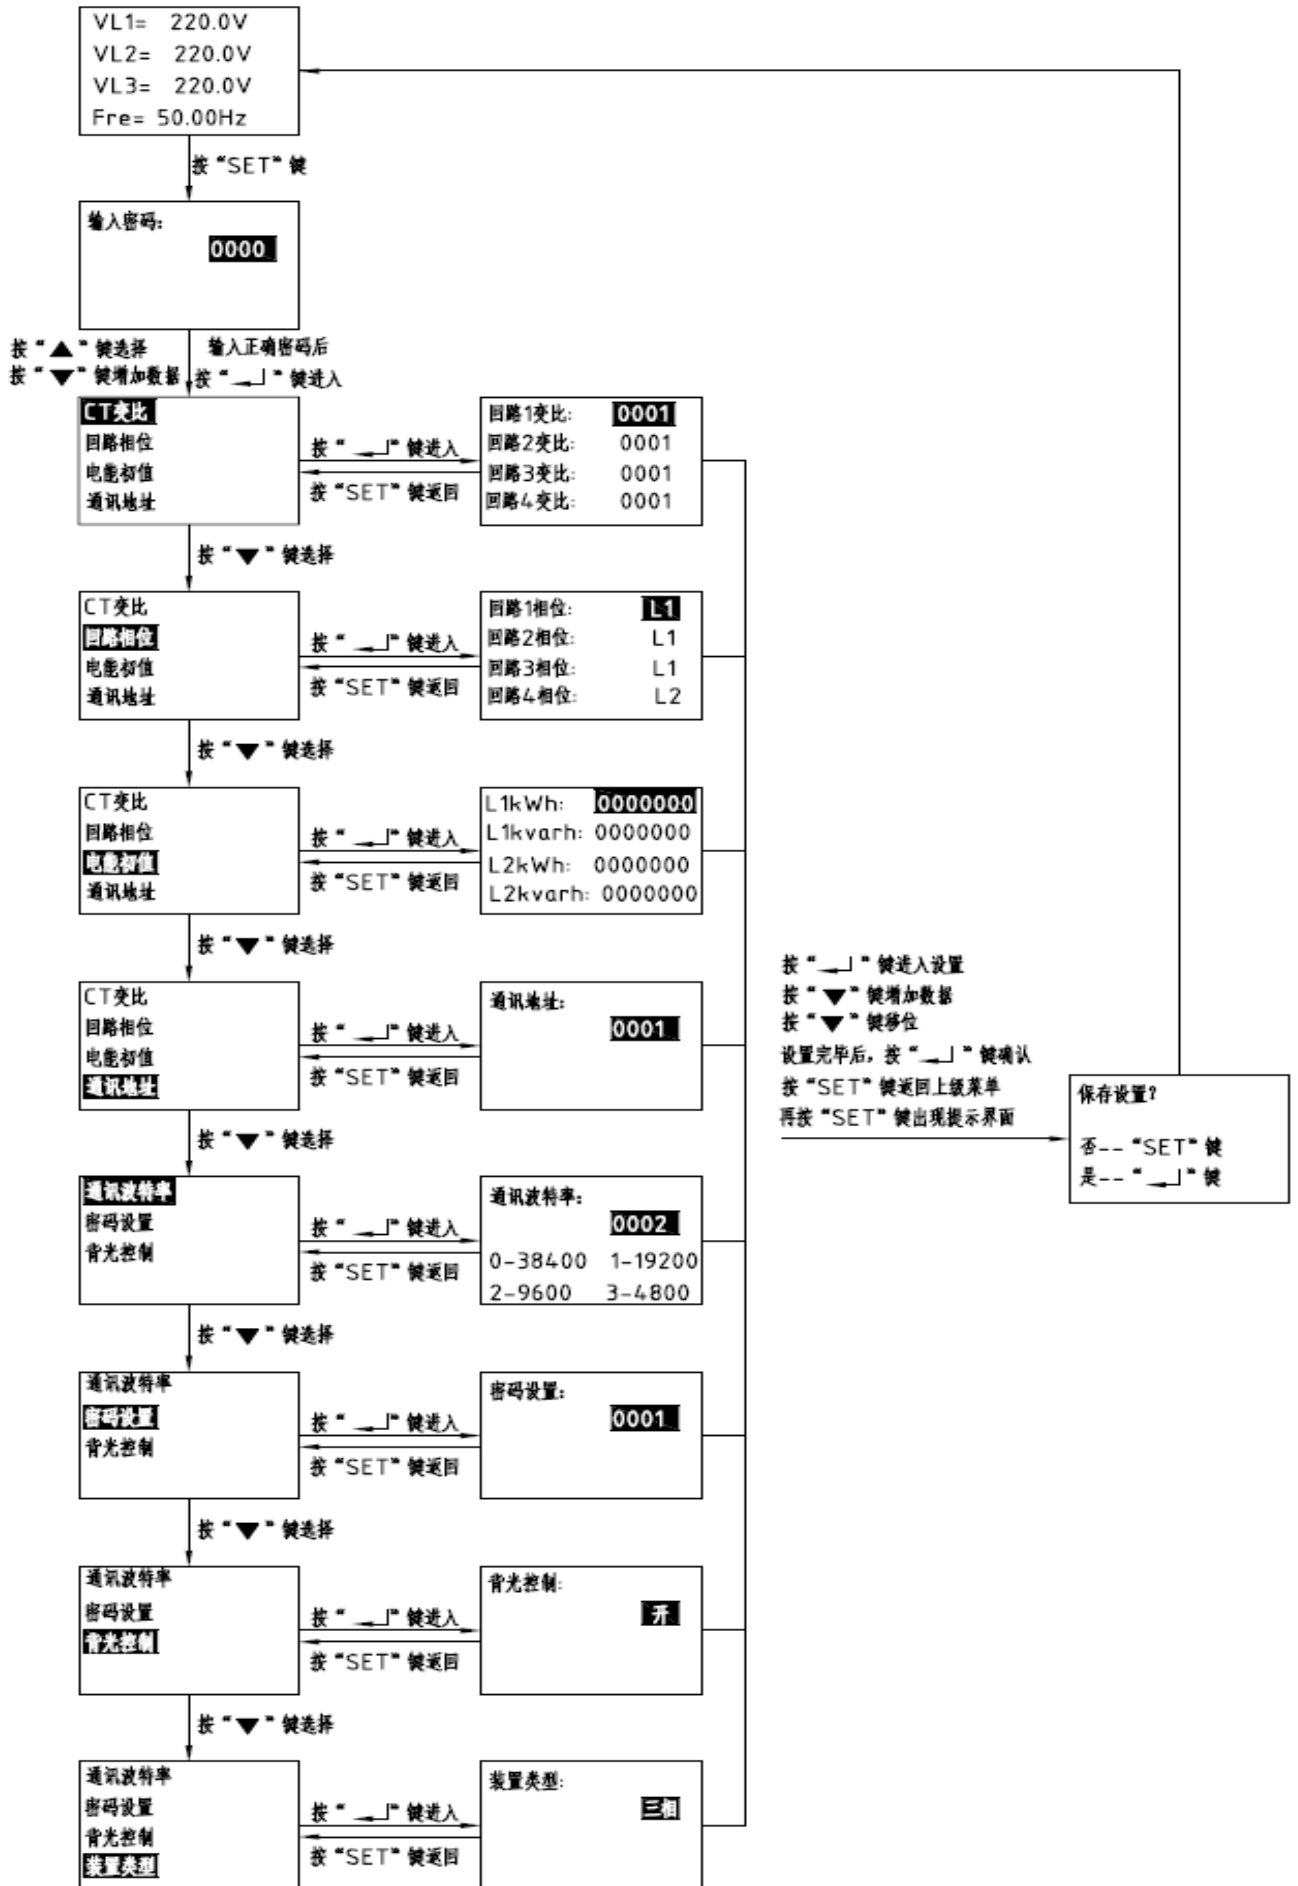 VL1= 220.0V
VL2= 220.0V
VL3= 220.0V
Fre= 50.00Hz
按“SET”键
输入密码:
0000
按“▲”键选择
按“▼”键增加数据
输入正确密码后
按“↵”键进入
CT变比
回路相位
电能初值
通讯地址
按“↵”键进入
按“SET”键返回
回路1变比: 0001
回路2变比: 0001
回路3变比: 0001
回路4变比: 0001
按“▼”键选择
CT变比
回路相位
电能初值
通讯地址
按“↵”键进入
按“SET”键返回
回路1相位: L1
回路2相位: L1
回路3相位: L1
回路4相位: L2
按“▼”键选择
CT变比
回路相位
电能初值
通讯地址
按“↵”键进入
按“SET”键返回
L1kWh: 0000000
L1kvarh: 0000000
L2kWh: 0000000
L2kvarh: 0000000
按“▼”键选择
CT变比
回路相位
电能初值
通讯地址
按“↵”键进入
按“SET”键返回
通讯地址:
0001
按“▼”键选择
通讯波特率
密码设置
背光控制
按“↵”键进入
按“SET”键返回
通讯波特率:
0002
0-38400 1-19200
2-9600 3-4800
按“▼”键选择
通讯波特率
密码设置
背光控制
按“↵”键进入
按“SET”键返回
密码设置:
0001
按“▼”键选择
通讯波特率
密码设置
背光控制
按“↵”键进入
按“SET”键返回
背光控制:
开
按“▼”键选择
通讯波特率
密码设置
背光控制
装置类型
按“↵”键进入
按“SET”键返回
装置类型:
三相
按“↵”键进入设置
按“▼”键增加数据
按“▼”键移位
设置完毕后，按“↵”键确认
按“SET”键返回上级菜单
再按“SET”键出现提示界面
保存设置?
否--“SET”键
是--“↵”键